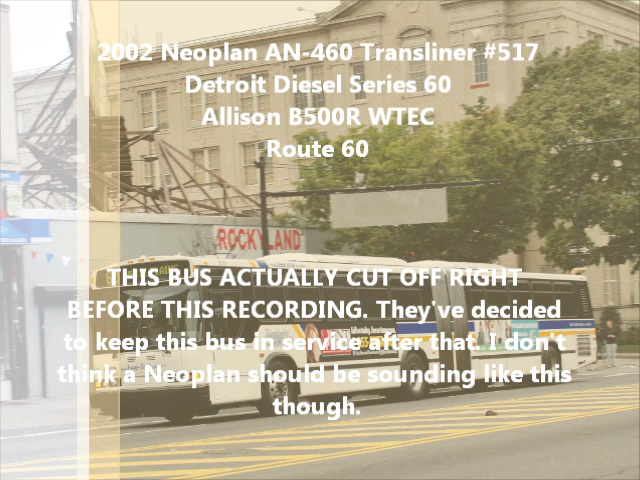 2002 Neoplan AN-460 Transliner #517
Detroit Diesel Series 60
Allison B500R WTEC
Route 60
ROCKYLAND
THIS BUS ACTUALLY CUT OFF RIGHT
BEFORE THIS RECORDING. They've decided
to keep this bus in service after that. I don't
think a Neoplan should be sounding like this
though.